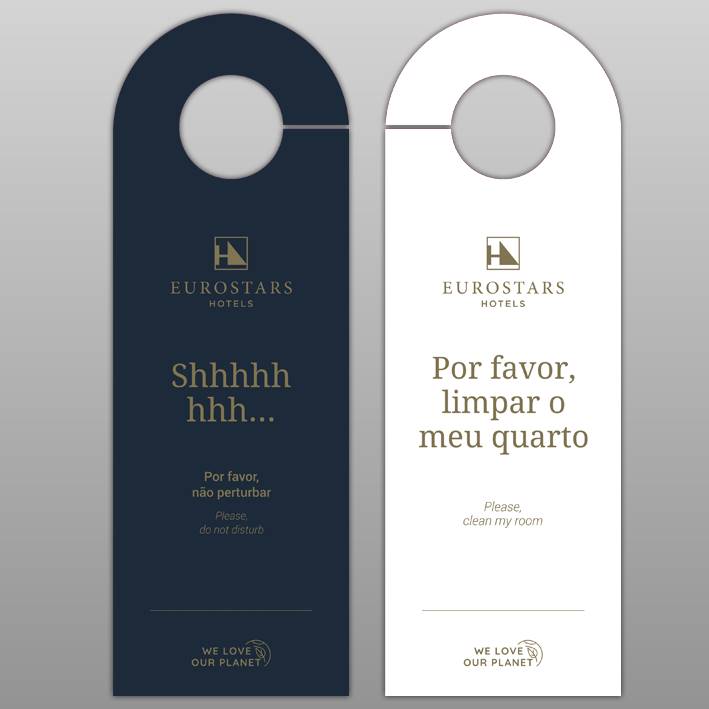 EUROSTARS
HOTELS
Shhhhh
hhh...
Por favor,
não perturbar
Please,
do not disturb
WE LOVE
OUR PLANET
EUROSTARS
HOTELS
Por favor,
limpar o
meu quarto
Please,
clean my room
WE LOVE
OUR PLANET